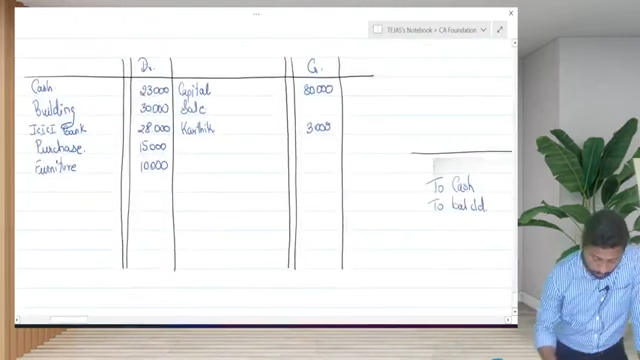 TEJAS's Notebook > CA Foundation
Dr. Cr.
Cash 23000 Capital 80000
Building 30000 Sale
ICICI Bank 28000 Karthik 3000
Purchase. 15000
Furniture 10000
To Cash
To bal d.